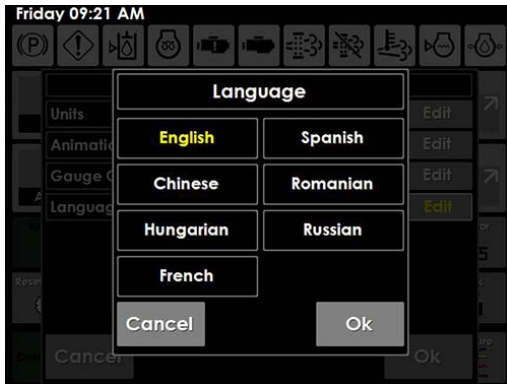 Friday 09:21 AM
(P)
Language
Units
Edit
English
Spanish
Edit
Chinese
Romanian
Gauge
Edit
Edit
Hungarian
Russian
French
Cancel
Ok
Cancel
Ok